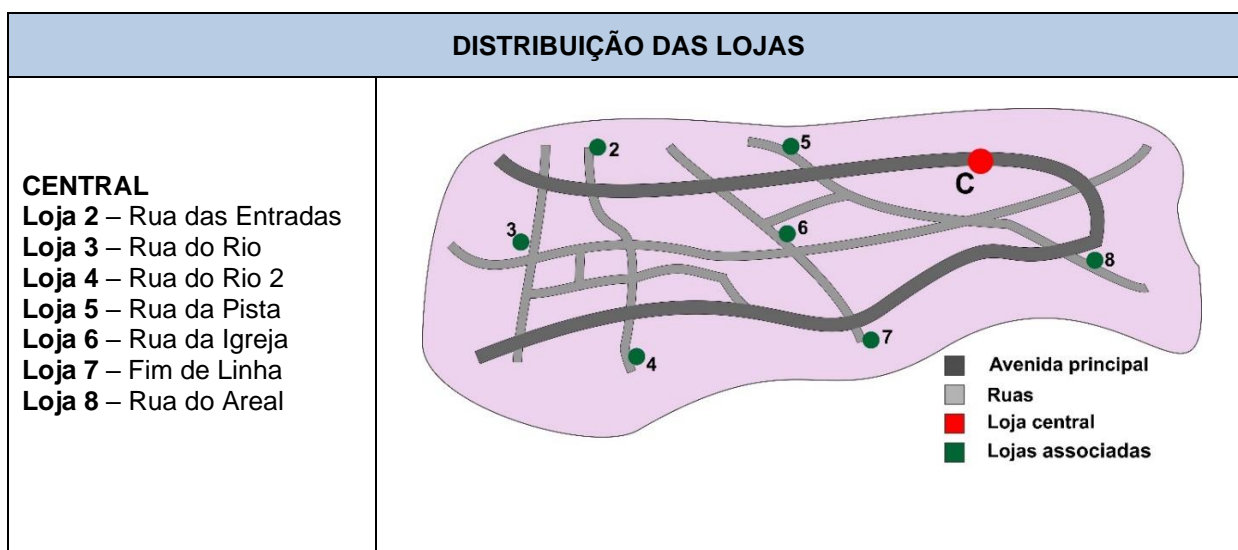 DISTRIBUIÇÃO DAS LOJAS
CENTRAL
Loja 2 – Rua das Entradas
Loja 3 – Rua do Rio
Loja 4 – Rua do Rio 2
Loja 5 – Rua da Pista
Loja 6 – Rua da Igreja
Loja 7 – Fim de Linha
Loja 8 – Rua do Areal
2
5
C
3
6
8
7
4
Avenida principal
Ruas
Loja central
Lojas associadas